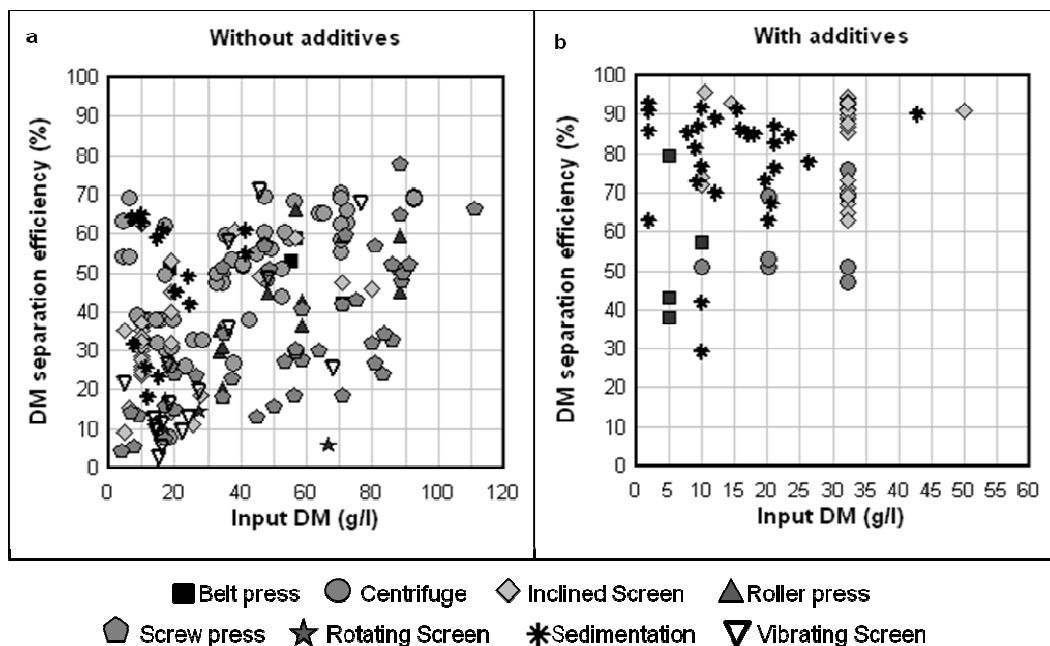 a
Without additives
DM separation efficiency (%)
100
90
80
70
60
50
40
30
20
10
0
0 20 40 60 80 100 120
Input DM (g/l)
b
With additives
DM separation efficiency (%)
100
90
80
70
60
50
40
30
20
10
0
0 5 10 15 20 25 30 35 40 45 50 55 60
Input DM (g/l)
Belt press Centrifuge Inclined Screen Roller press
Screw press Rotating Screen Sedimentation Vibrating Screen